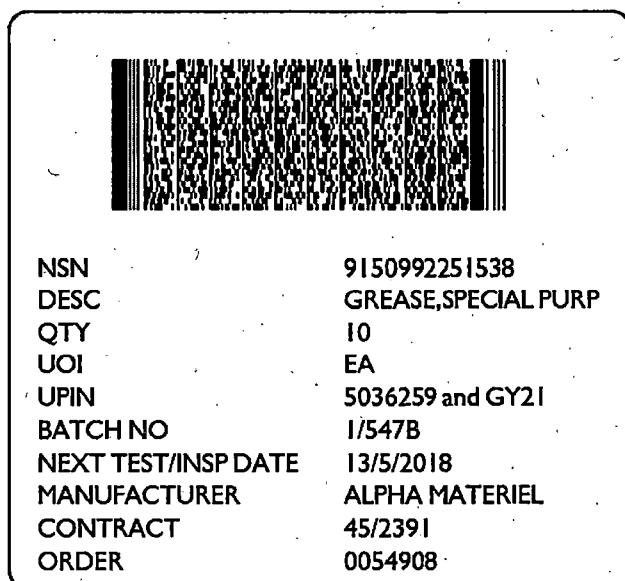 NSN 9150992251538
DESC GREASE,SPECIAL PURP
QTY 10
UOI EA
UPIN 5036259 and GY21
BATCH NO 1/547B
NEXT TEST/INSP DATE 13/5/2018
MANUFACTURER ALPHA MATERIEL
CONTRACT 45/2391
ORDER 0054908